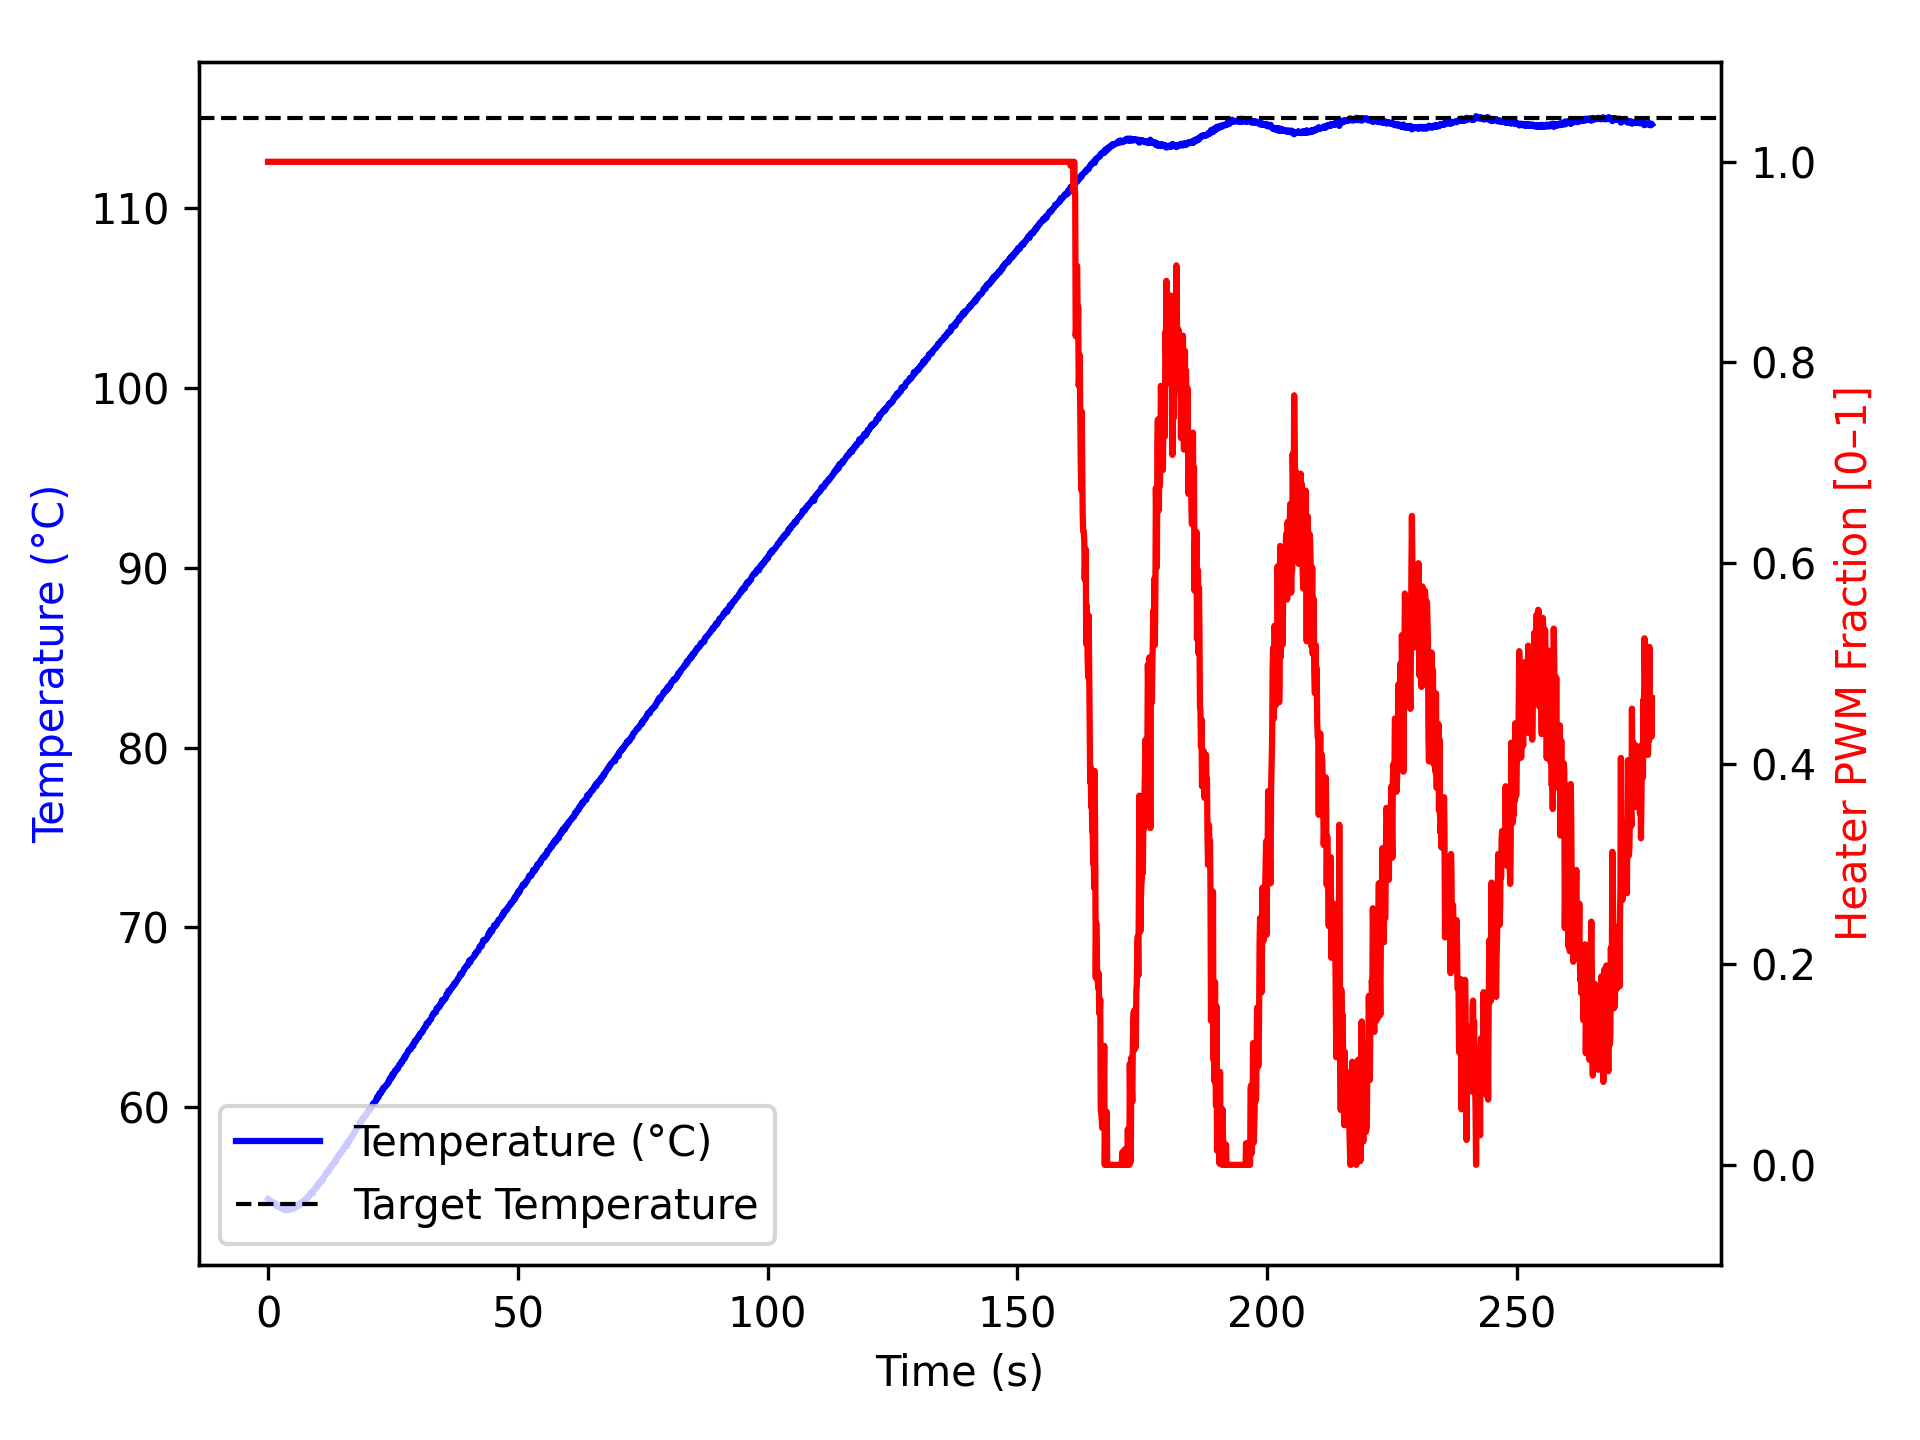 110
100
90
80
70
60
Temperature (°C)
1.0
0.8
0.6
0.4
0.2
0.0
Heater PWM Fraction [0–1]
Temperature (°C)
Target Temperature
0 50 100 150 200 250
Time (s)